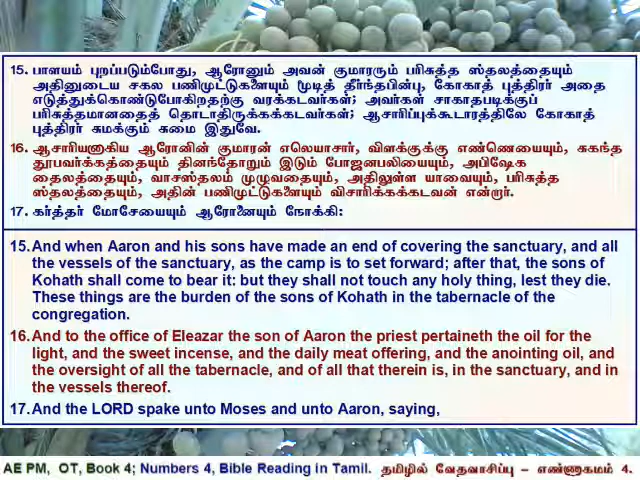 15. பாளயம் புறப்படும்போது, ஆரோனும் அவன் குமாரரும் பரிசுத்த ஸ்தலத்தையும்
அதினுடைய சகல பணிமுட்டுகளையும் மூடித் தீர்ந்தபின்பு, கோகாத் புத்திரர் அதை
எடுத்துக்கொண்டுபோகிறதற்கு வரக்கடவர்கள்; அவர்கள் சாகாதபடிக்குப்
பரிசுத்தமானதைத் தொடாதிருக்கக்கடவர்கள்; ஆசாரிப்புக்கூடாரத்திலே கோகாத்
புத்திரர் சுமக்கும் சுமை இதுவே.
16. ஆசாரியனாகிய ஆரோனின் குமாரன் எலெயாசார், விளக்குக்கு எண்ணெயையும், சுகந்த
தூபவர்க்கத்தையும் தினந்தோறும் இடும் போஜனபலியையும், அபிஷேக
தைலத்தையும், வாசஸ்தலம் முழுவதையும், அதிலுள்ள யாவையும், பரிசுத்த
ஸ்தலத்தையும், அதின் பணிமுட்டுகளையும் விசாரிக்கக்கடவன் என்றார்.
17. கர்த்தர் மோசேயையும் ஆரோனையும் நோக்கி:
15. And when Aaron and his sons have made an end of covering the sanctuary, and all
the vessels of the sanctuary, as the camp is to set forward; after that, the sons of
Kohath shall come to bear it: but they shall not touch any holy thing, lest they die.
These things are the burden of the sons of Kohath in the tabernacle of the
congregation.
16. And to the office of Eleazar the son of Aaron the priest pertaineth the oil for the
light, and the sweet incense, and the daily meat offering, and the anointing oil, and
the oversight of all the tabernacle, and of all that therein is, in the sanctuary, and in
the vessels thereof.
17. And the LORD spake unto Moses and unto Aaron, saying,
AE PM, OT, Book 4; Numbers 4, Bible Reading in Tamil. தமிழில் வேதவாசிப்பு – எண்ணாகமம் 4.